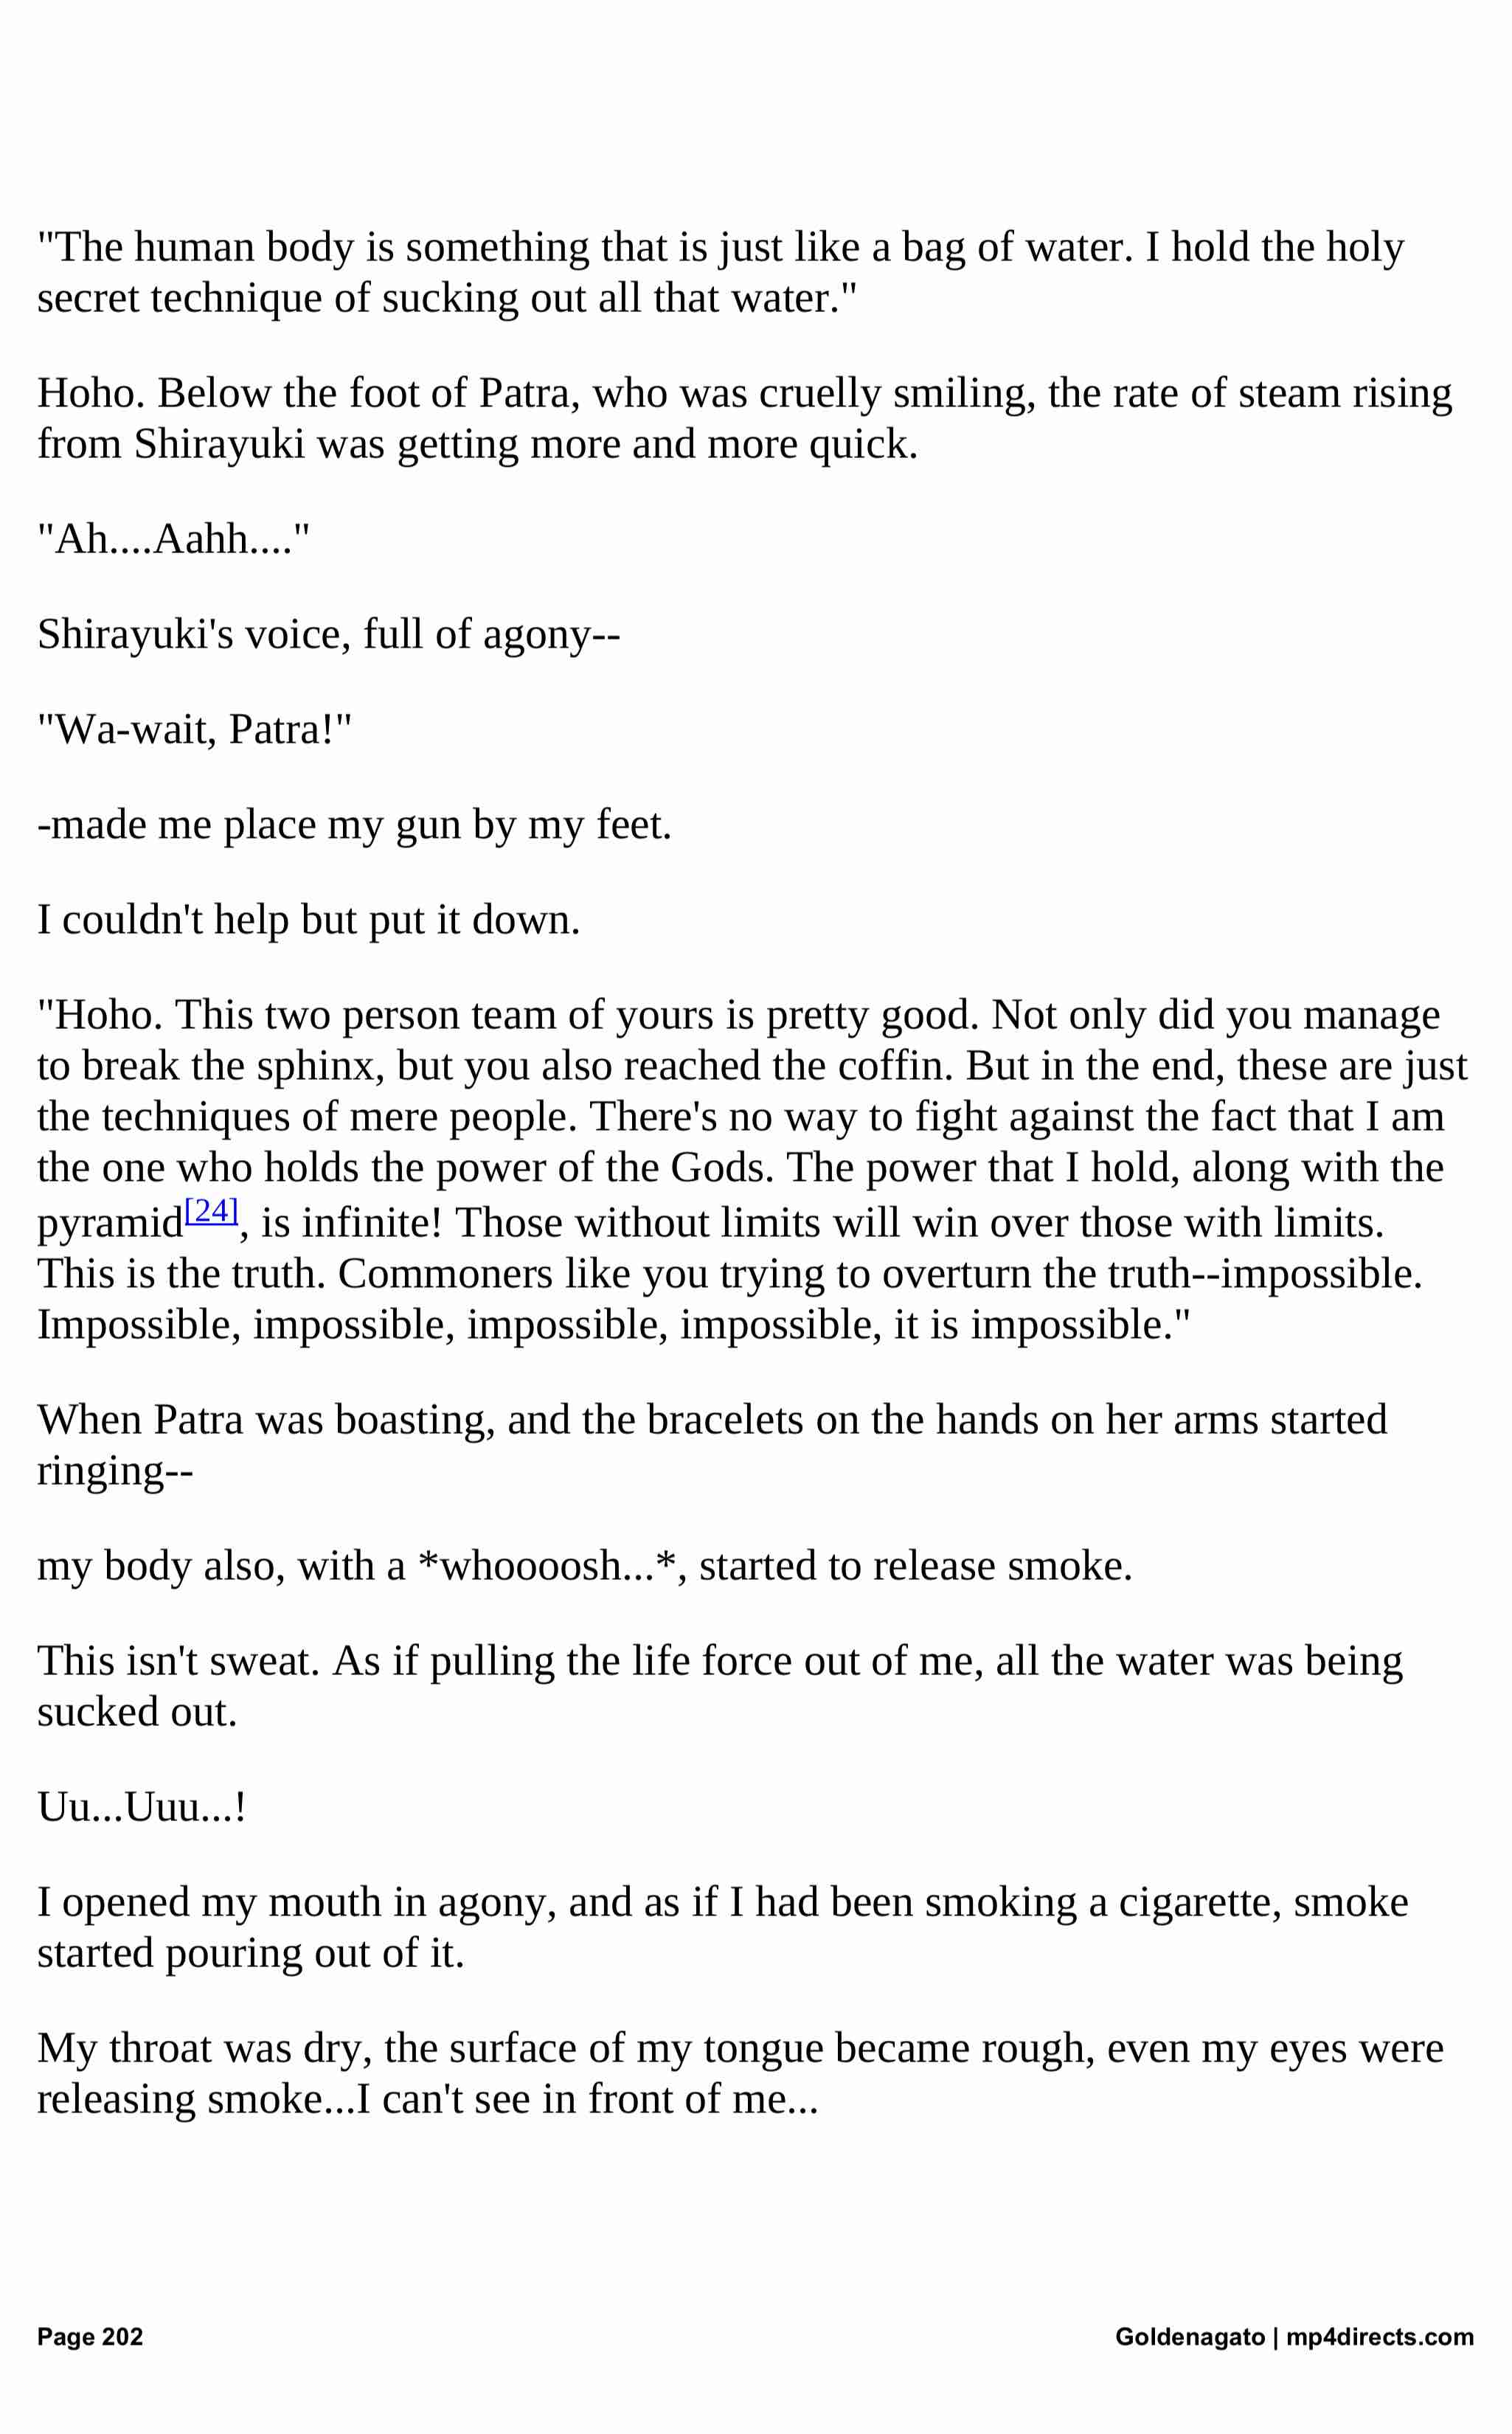 "The human body is something that is just like a bag of water. I hold the holy
secret technique of sucking out all that water."
Hoho. Below the foot of Patra, who was cruelly smiling, the rate of steam rising
from Shirayuki was getting more and more quick.
"Ah....Aahh...."
Shirayuki's voice, full of agony--
"Wa-wait, Patra!"
-made me place my gun by my feet.
I couldn't help but put it down.
"Hoho. This two person team of yours is pretty good. Not only did you manage
to break the sphinx, but you also reached the coffin. But in the end, these are just
the techniques of mere people. There's no way to fight against the fact that I am
the one who holds the power of the Gods. The power that I hold, along with the
pyramid[24], is infinite! Those without limits will win over those with limits.
This is the truth. Commoners like you trying to overturn the truth--impossible.
Impossible, impossible, impossible, impossible, it is impossible."
When Patra was boasting, and the bracelets on the hands on her arms started
ringing--
my body also, with a *whoooosh...*, started to release smoke.
This isn't sweat. As if pulling the life force out of me, all the water was being
sucked out.
Uu...Uuu...!
I opened my mouth in agony, and as if I had been smoking a cigarette, smoke
started pouring out of it.
My throat was dry, the surface of my tongue became rough, even my eyes were
releasing smoke...I can't see in front of me...
Page 202
Goldenagato | mp4directs.com